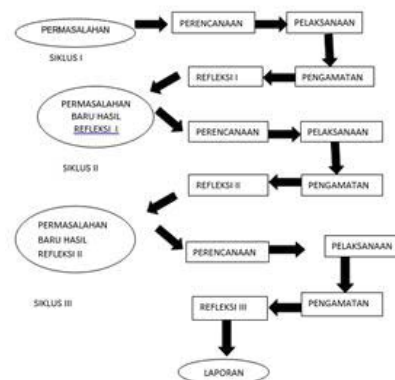 PERMASALAHAN
PERENCANAAN
PELAKSANAAN
SIKLUS I
REFLEKSI I
PENGAMATAN
PERMASALAHAN
BARU HASIL
REFLEKSI I
PERENCANAAN
PELAKSANAAN
SIKLUS II
REFLEKSI II
PENGAMATAN
PERMASALAHAN
BARU HASIL
REFLEKSI II
PERENCANAAN
PELAKSANAAN
SIKLUS III
REFLEKSI III
PENGAMATAN
LAPORAN